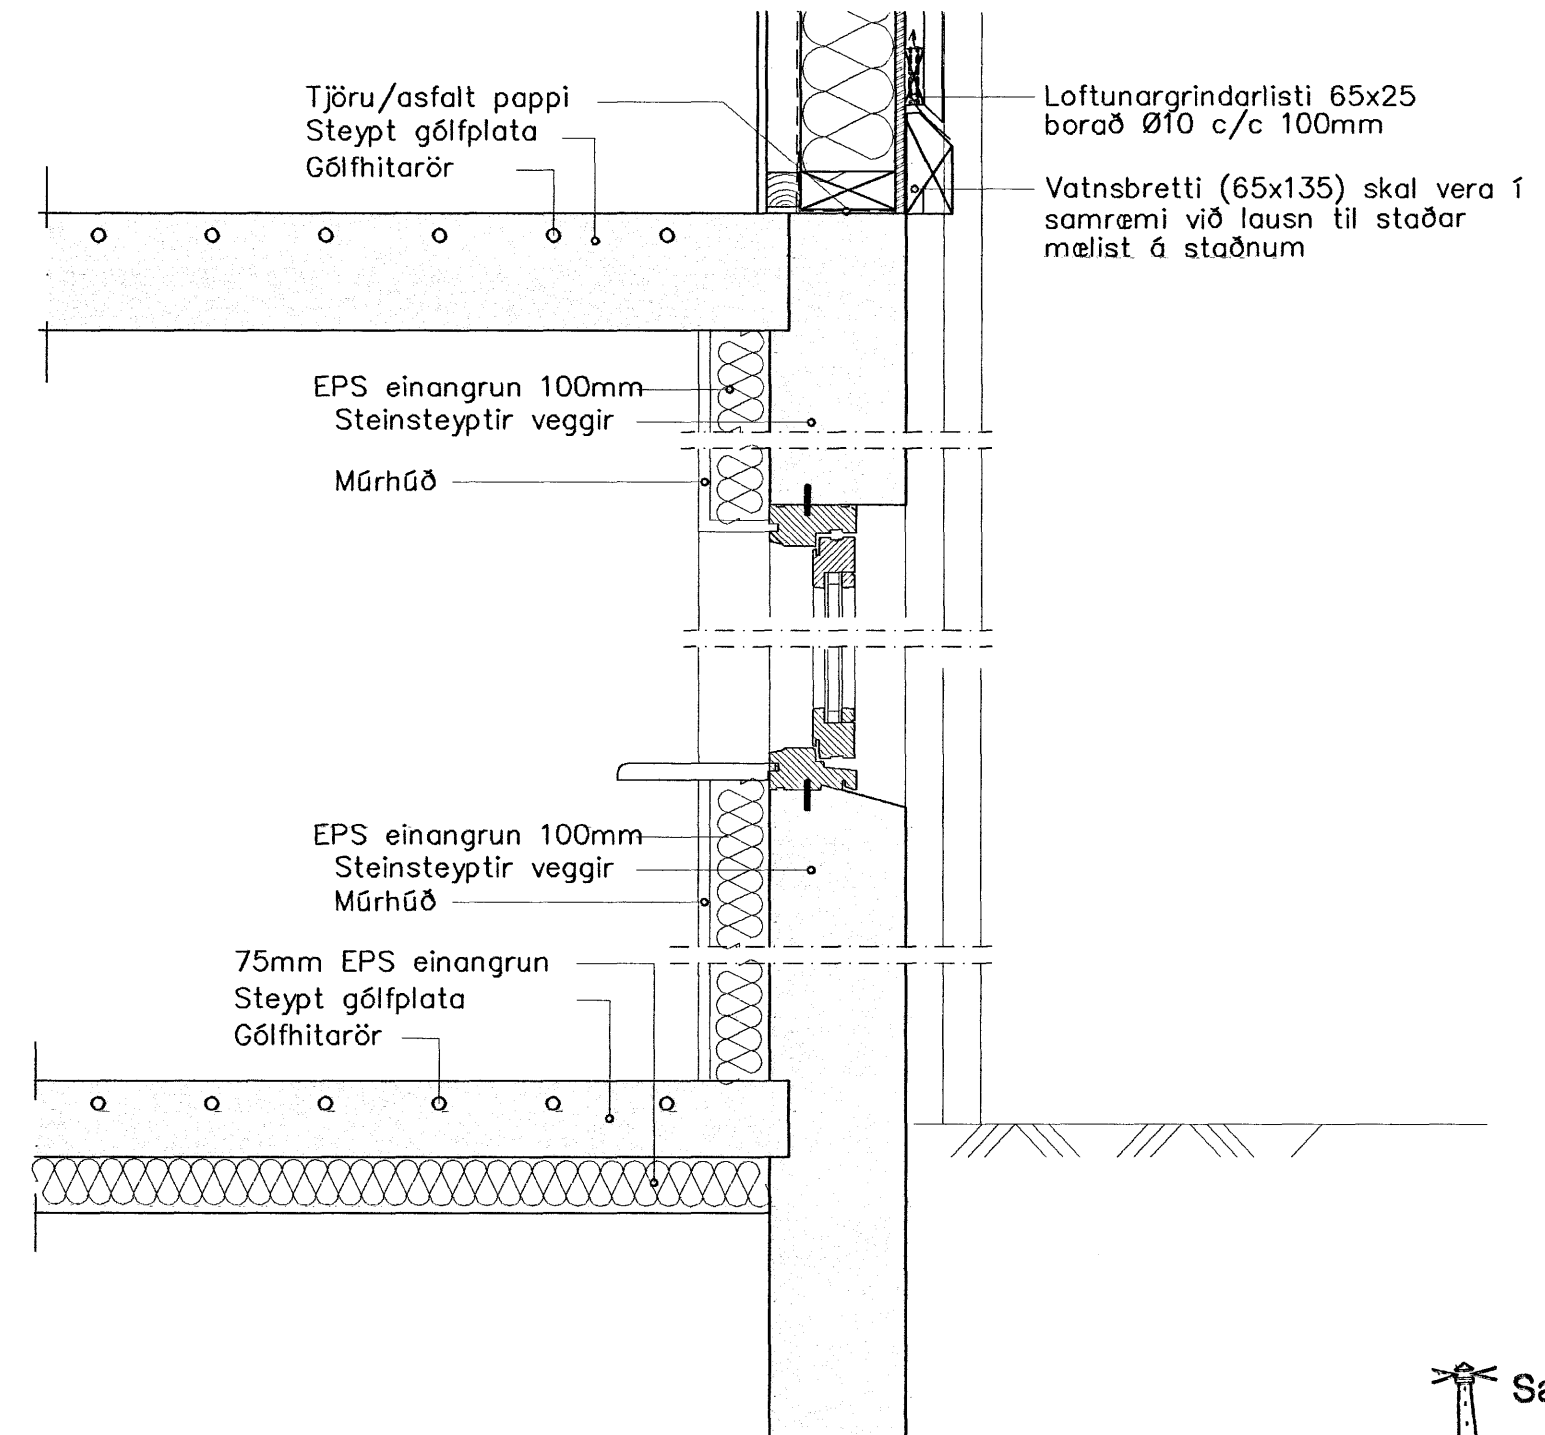 Tjöru/asfalt pappi
Steypt gólfplata
Gólfhitarör
Loftunargrindarlisti 65x25
borað Ø10 c/c 100mm
Vatnsbretti (65x135) skal vera í
samræmi við lausn til staðar
mælist á staðnum
EPS einangrun 100mm
Steinsteyptir veggir
Múrhúð
EPS einangrun 100mm
Steinsteyptir veggir
Múrhúð
75mm EPS einangrun
Steypt gólfplata
Gólfhitarör